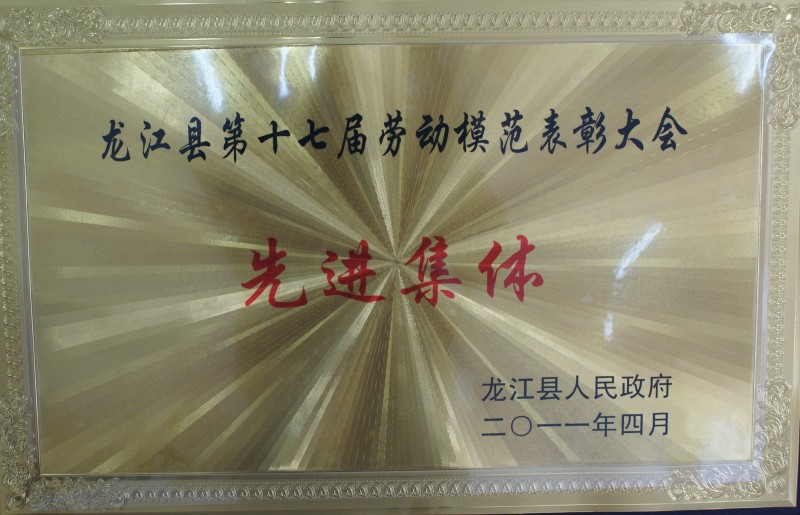 龙江县第十七届劳动模范表彰大会
先进集体
龙江县人民政府
二〇一一年四月